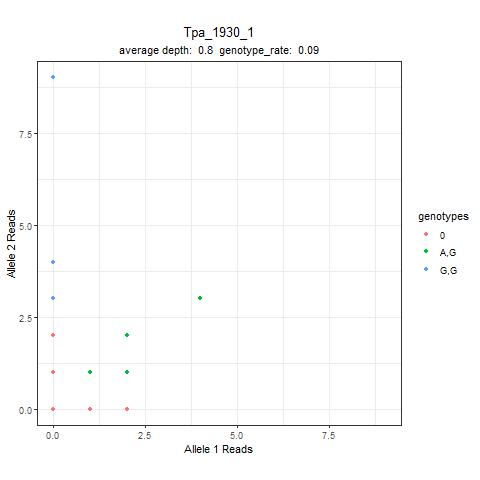 Tpa_1930_1
average depth:  0.8  genotype_rate:  0.09
7.5
5.0
2.5
0.0
Allele 2 Reads
0.0 2.5 5.0 7.5
Allele 1 Reads
genotypes
0
A,G
G,G